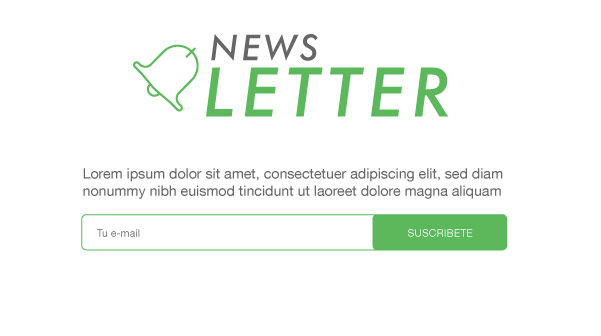 NEWS
LETTER
Lorem ipsum dolor sit amet, consectetuer adipiscing elit, sed diam
nonummy nibh euismod tincidunt ut laoreet dolore magna aliquam
Tu e-mail SUSCRIBETE